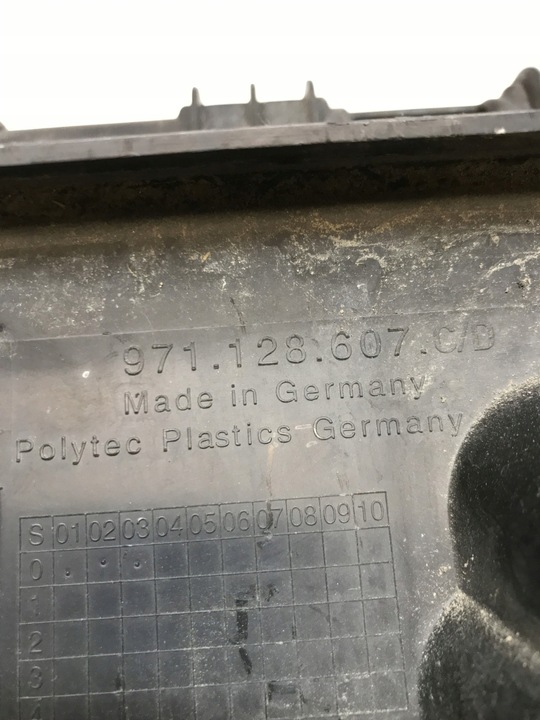 971.128.607.C/D
Made in Germany
Polytec Plastics Germany
S 01 02 03 04 05 06 07 08 09 10
0
1
2
3